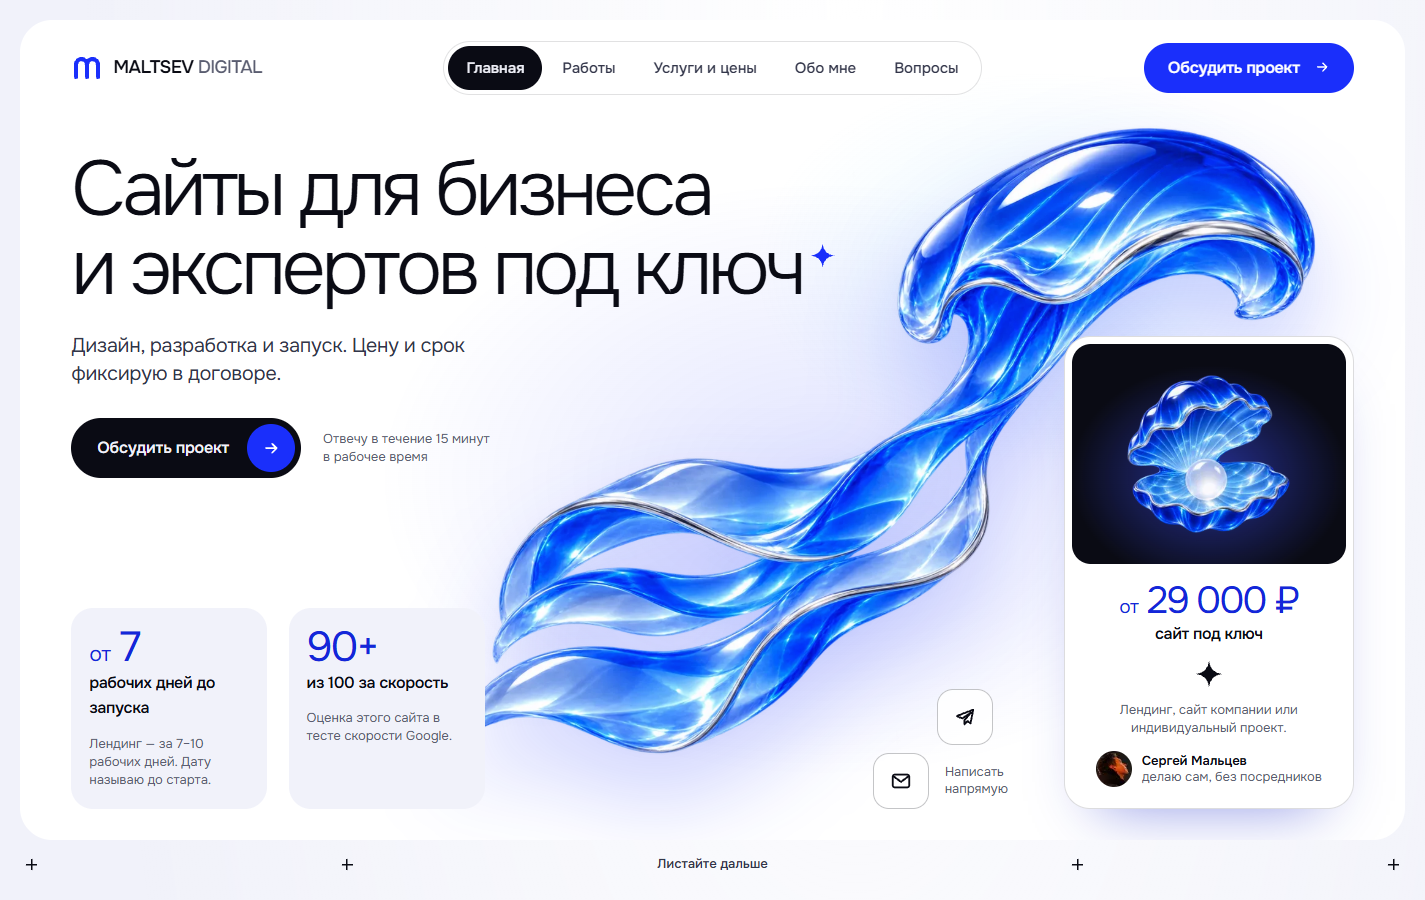 MALTSEV DIGITAL
Главная
Работы
Услуги и цены
Обо мне
Вопросы
Обсудить проект
Сайты для бизнеса
и экспертов под ключ
Дизайн, разработка и запуск. Цену и срок
фиксирую в договоре.
Обсудить проект
Отвечу в течение 15 минут
в рабочее время
от 7
рабочих дней до
запуска
Лендинг — за 7–10
рабочих дней. Дату
называю до старта.
90+
из 100 за скорость
Оценка этого сайта в
тесте скорости Google.
Написать
напрямую
от 29 000 ₽
сайт под ключ
Лендинг, сайт компании или
индивидуальный проект.
Сергей Мальцев
делаю сам, без посредников
Листайте дальше